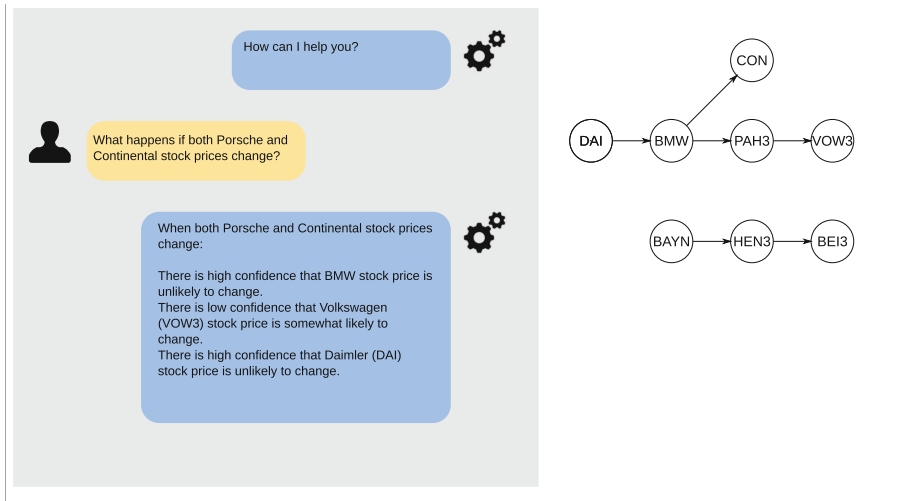 How can I help you?
What happens if both Porsche and
Continental stock prices change?
When both Porsche and Continental stock prices
change:
There is high confidence that BMW stock price is
unlikely to change.
There is low confidence that Volkswagen
(VOW3) stock price is somewhat likely to
change.
There is high confidence that Daimler (DAI)
stock price is unlikely to change.
CON
DAI
BMW
PAH3
VOW3
BAYN
HEN3
BEI3